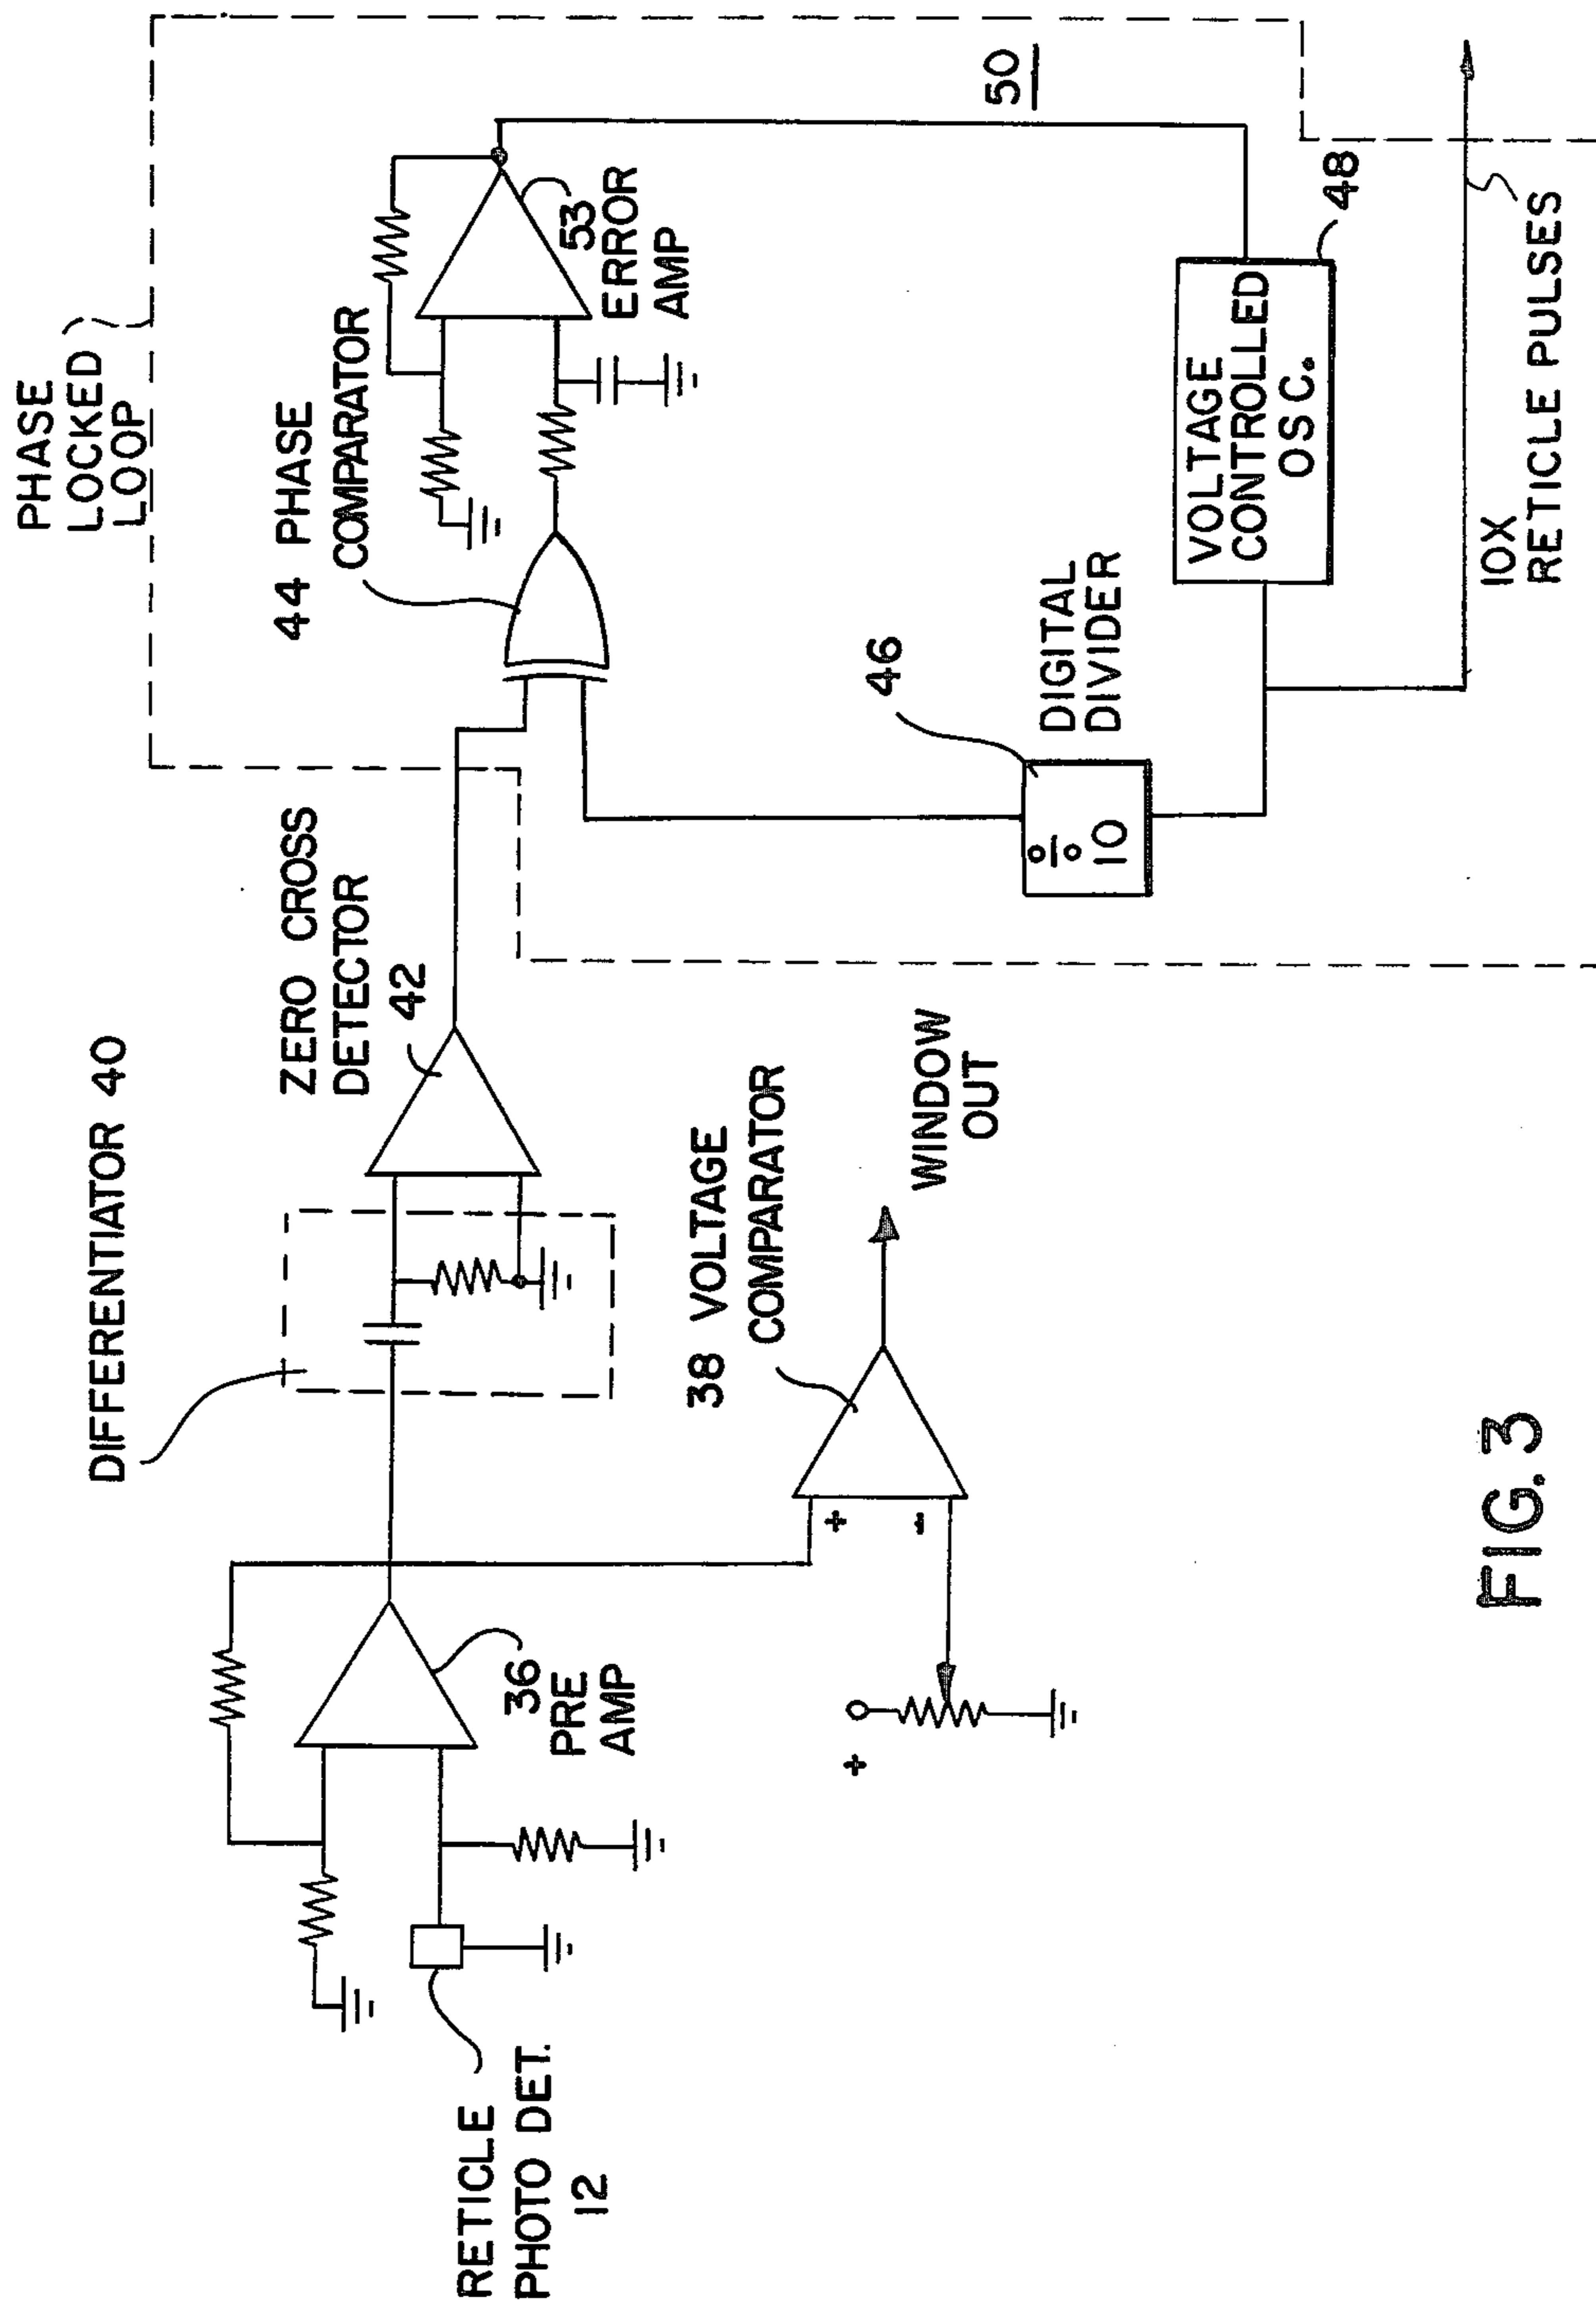 PHASE
LOCKED
LOOP
44 PHASE
COMPARATOR
53
ERROR
AMP
50
DIFFERENTIATOR 40
ZERO CROSS
DETECTOR
42
46
DIGITAL
DIVIDER
÷
10
VOLTAGE
CONTROLLED
OSC.
48
10X
RETICLE PULSES
36
PRE
AMP
38 VOLTAGE
COMPARATOR
+
-
+
WINDOW
OUT
RETICLE
PHOTO DET.
12
FIG. 3